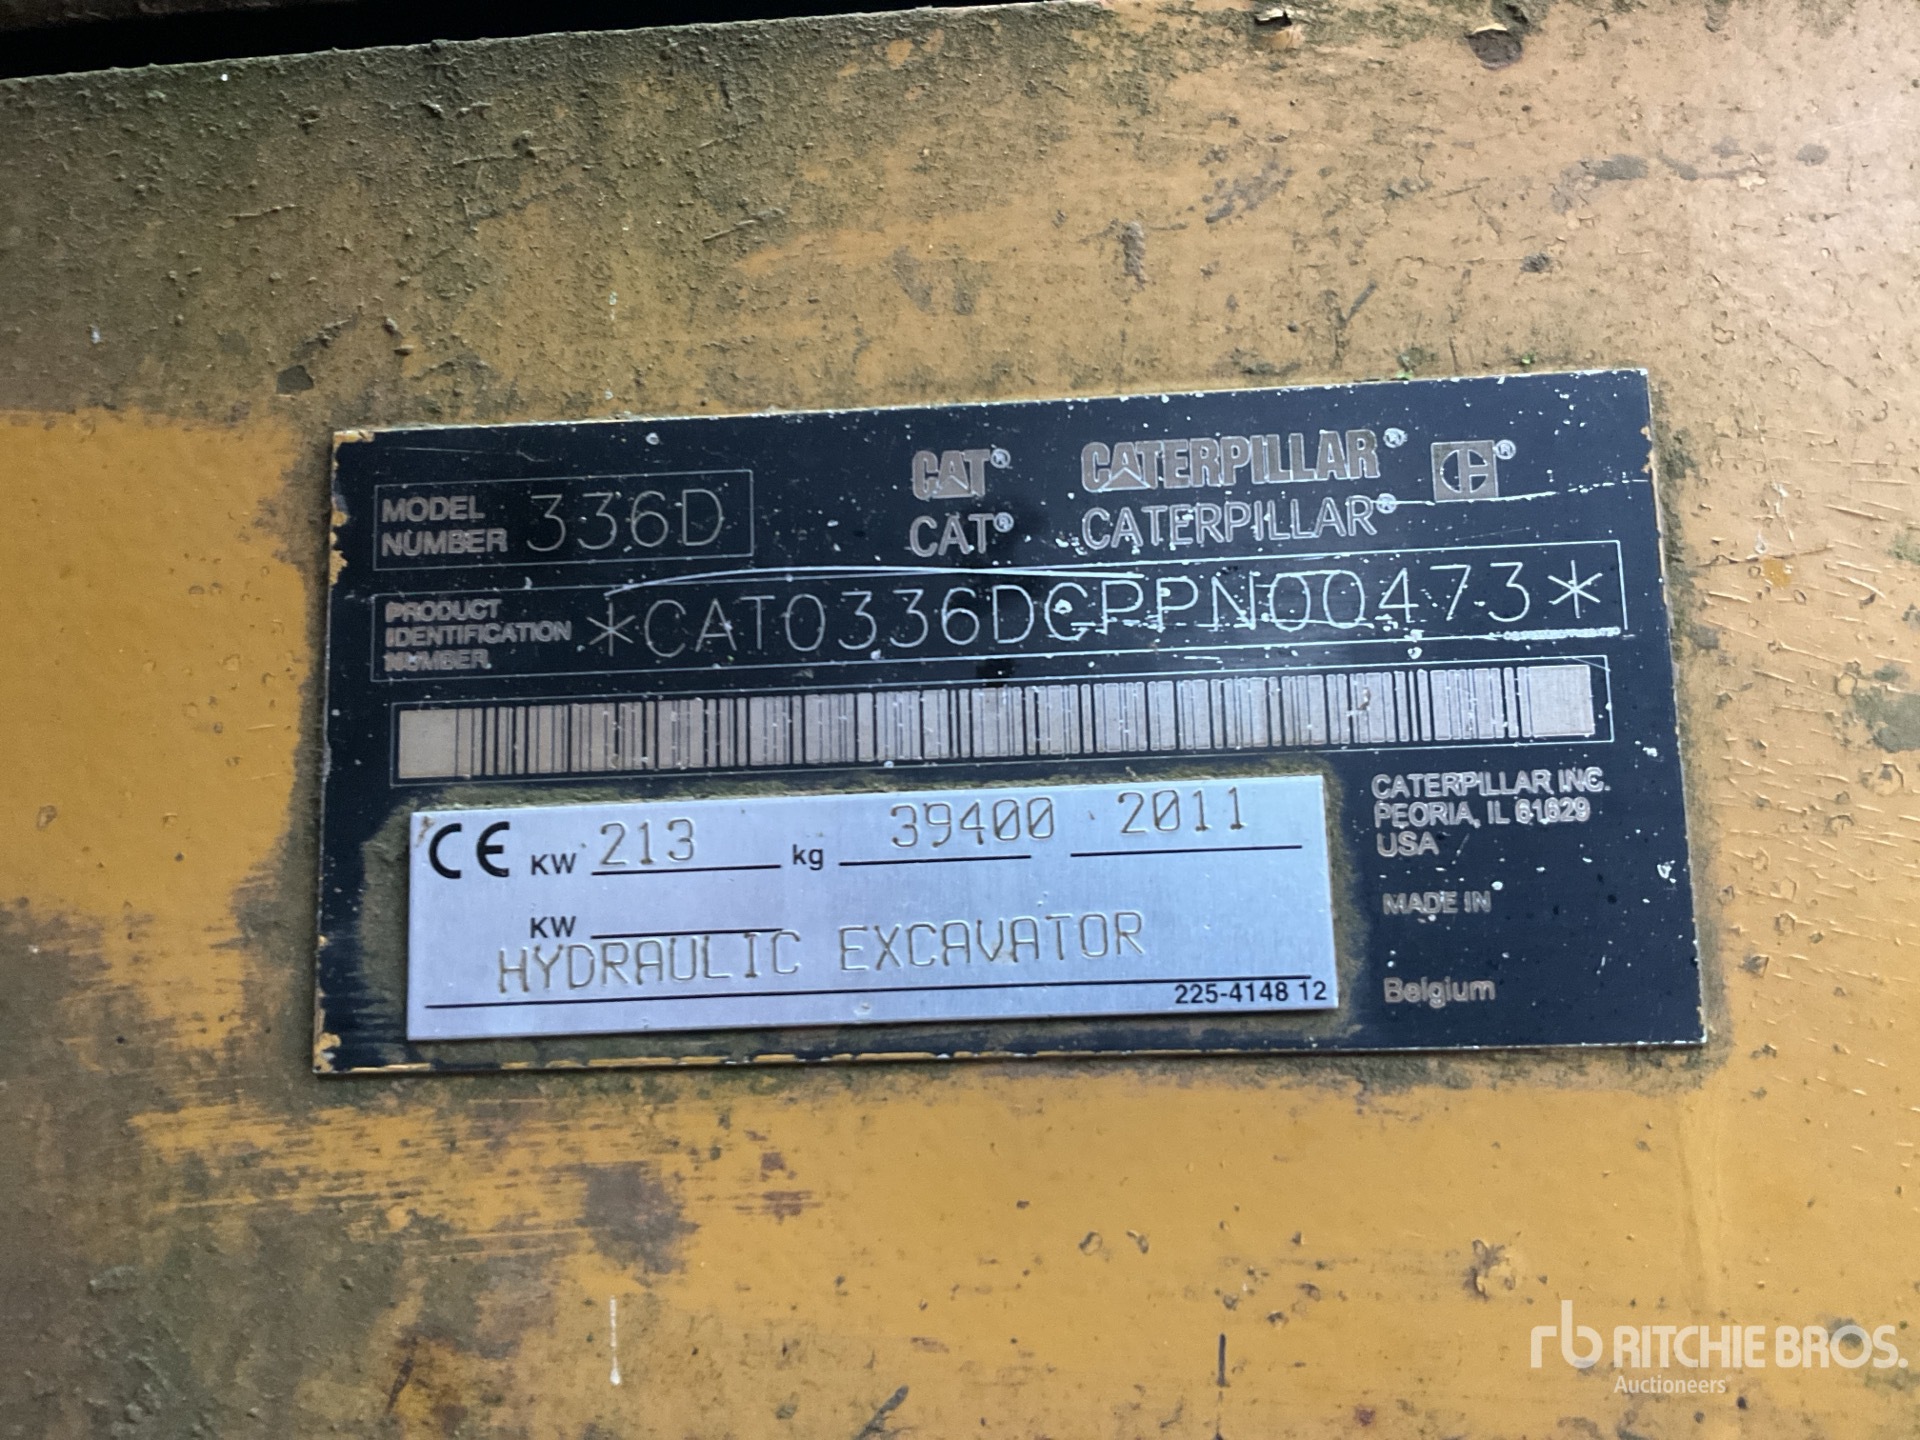 MODEL NUMBER 336D
CAT® CATERPILLAR® ®
CAT® CATERPILLAR®
PRODUCT IDENTIFICATION NUMBER *CAT0336DCPPN00473*
CE KW 213 kg 39400 2011
KW
HYDRAULIC EXCAVATOR
225-4148 12
CATERPILLAR INC.
PEORIA, IL 61629
USA
MADE IN
Belgium
rb RITCHIE BROS.
Auctioneers